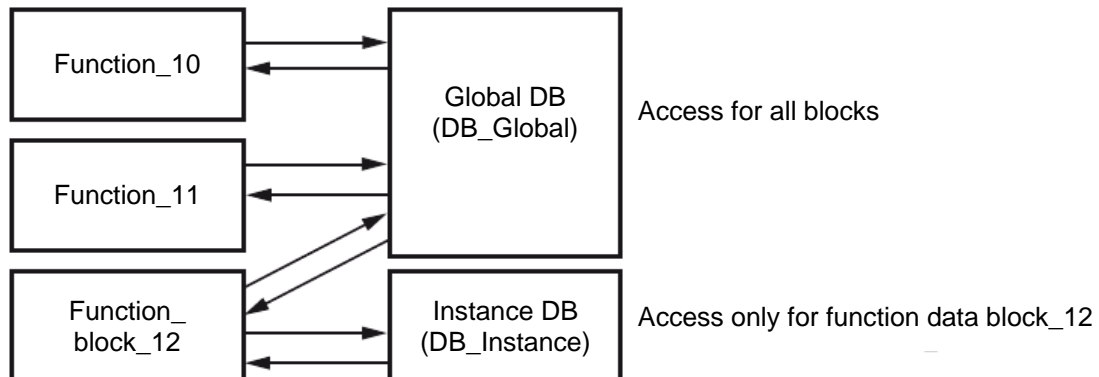 Function_10
Global DB
(DB_Global)
Access for all blocks
Function_11
Function_
block_12
Instance DB
(DB_Instance)
Access only for function data block_12